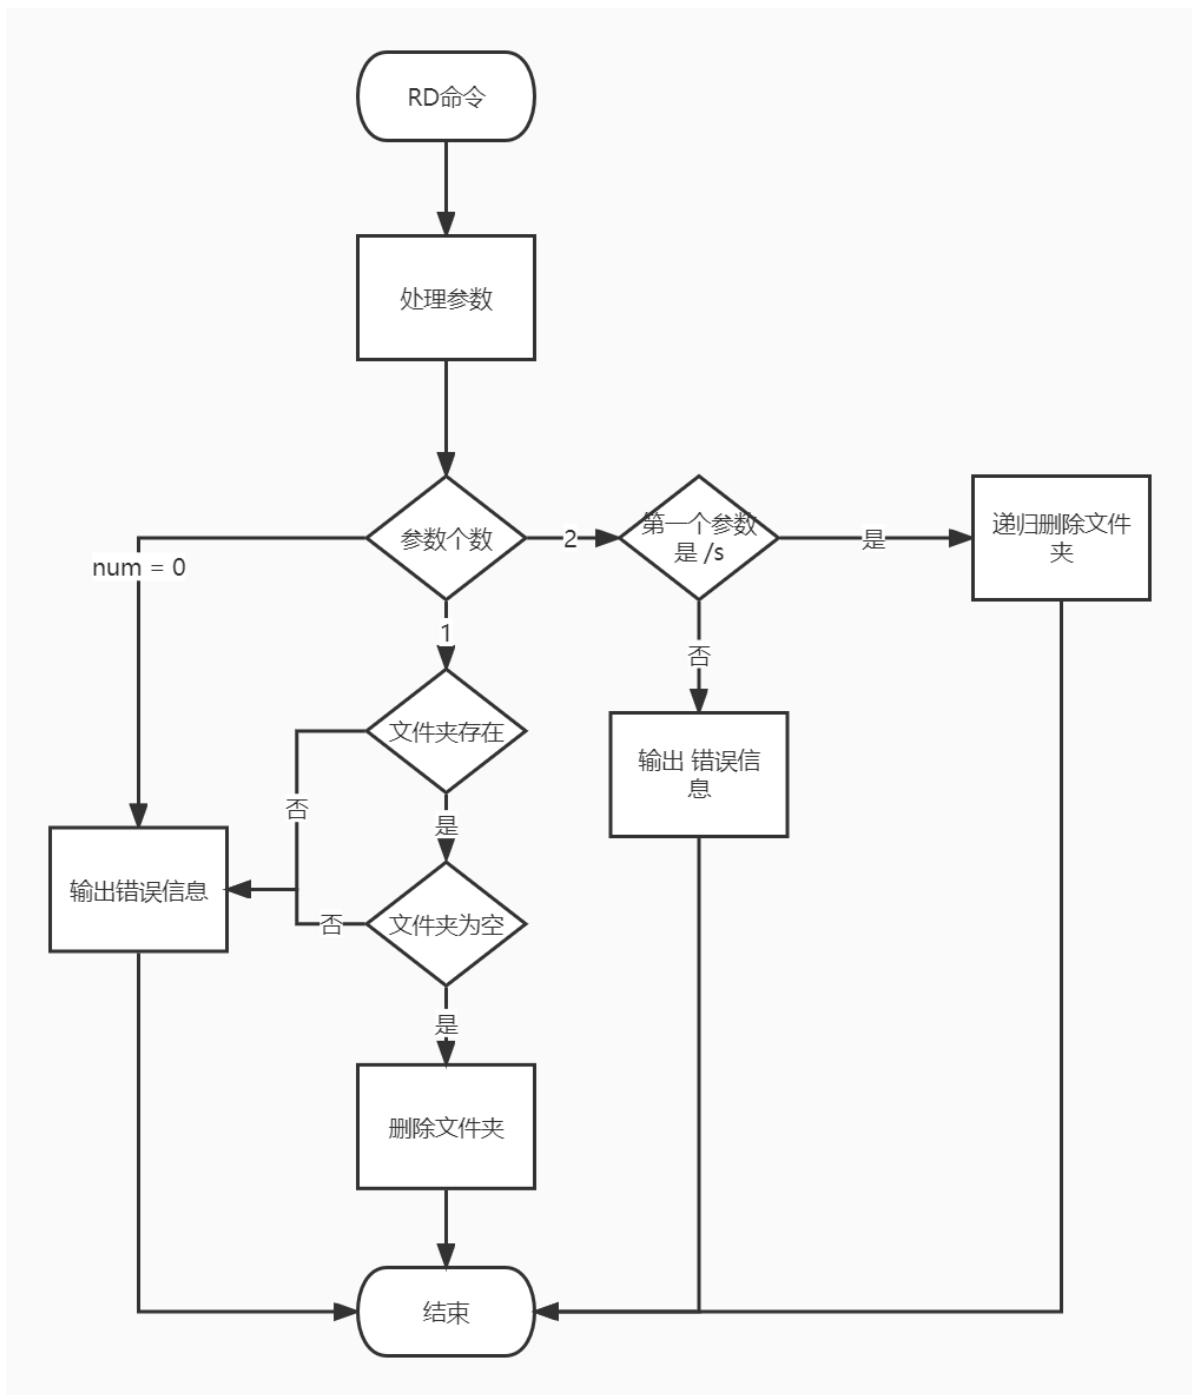 RD命令
处理参数
参数个数
2
第一个参数
是 /s
是
递归删除文件
夹
num = 0
1
否
文件夹存在
输出 错误信
息
否
是
输出错误信息
否
文件夹为空
是
删除文件夹
结束